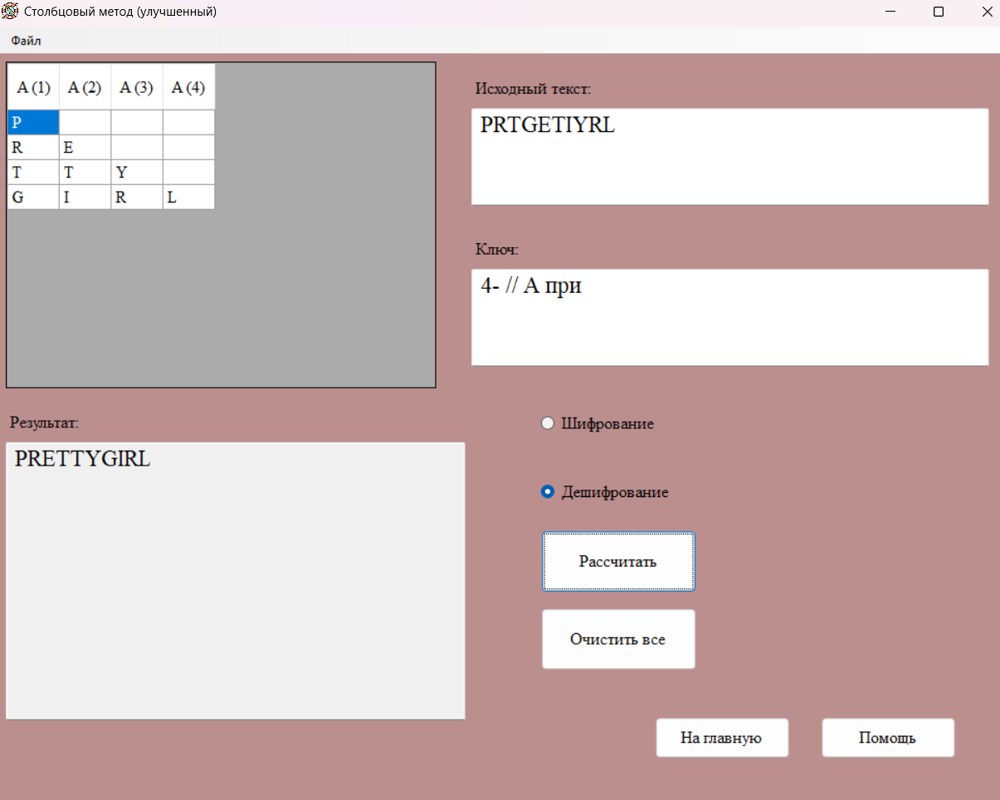 Столбцовый метод (улучшенный)
Файл
A (1) A (2) A (3) A (4)
P
R E
T T Y
G I R L
Исходный текст:
PRTGETIYRL
Ключ:
4- // А при
Результат:
PRETTYGIRL
Шифрование
Дешифрование
Рассчитать
Очистить все
На главную
Помощь